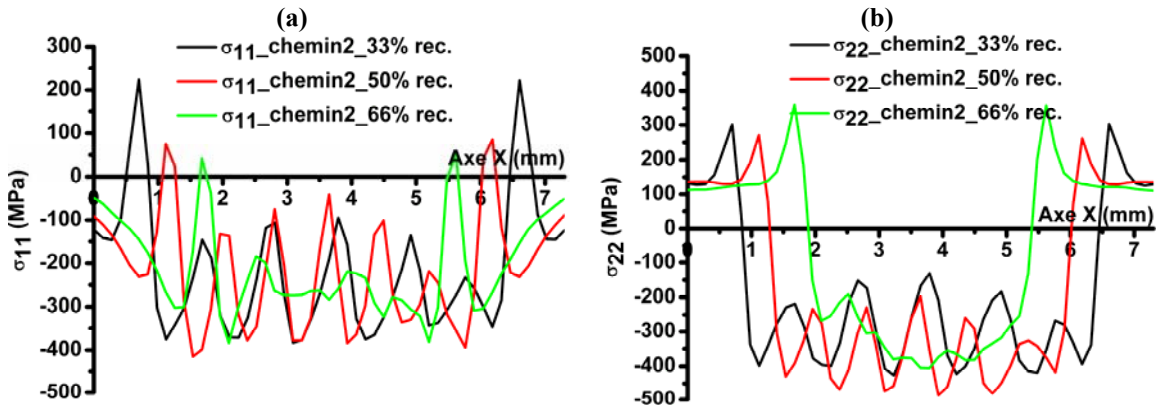 (a)
σ11_chemin2_33% rec.
σ11_chemin2_50% rec.
σ11_chemin2_66% rec.
300
200
100
0
-100
-200
-300
-400
-500
σ11 (MPa)
Axe X (mm)
0 1 2 3 4 5 6 7
(b)
σ22_chemin2_33% rec.
σ22_chemin2_50% rec.
σ22_chemin2_66% rec.
500
400
300
200
100
0
-100
-200
-300
-400
-500
σ22 (MPa)
Axe X (mm)
0 1 2 3 4 5 6 7